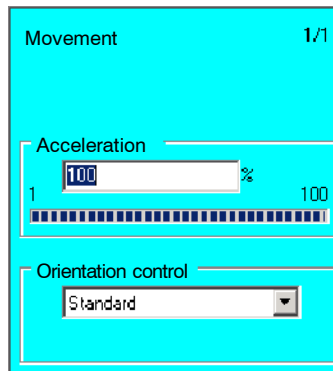 Movement 1/1
Acceleration
100 %
1 100
Orientation control
Standard